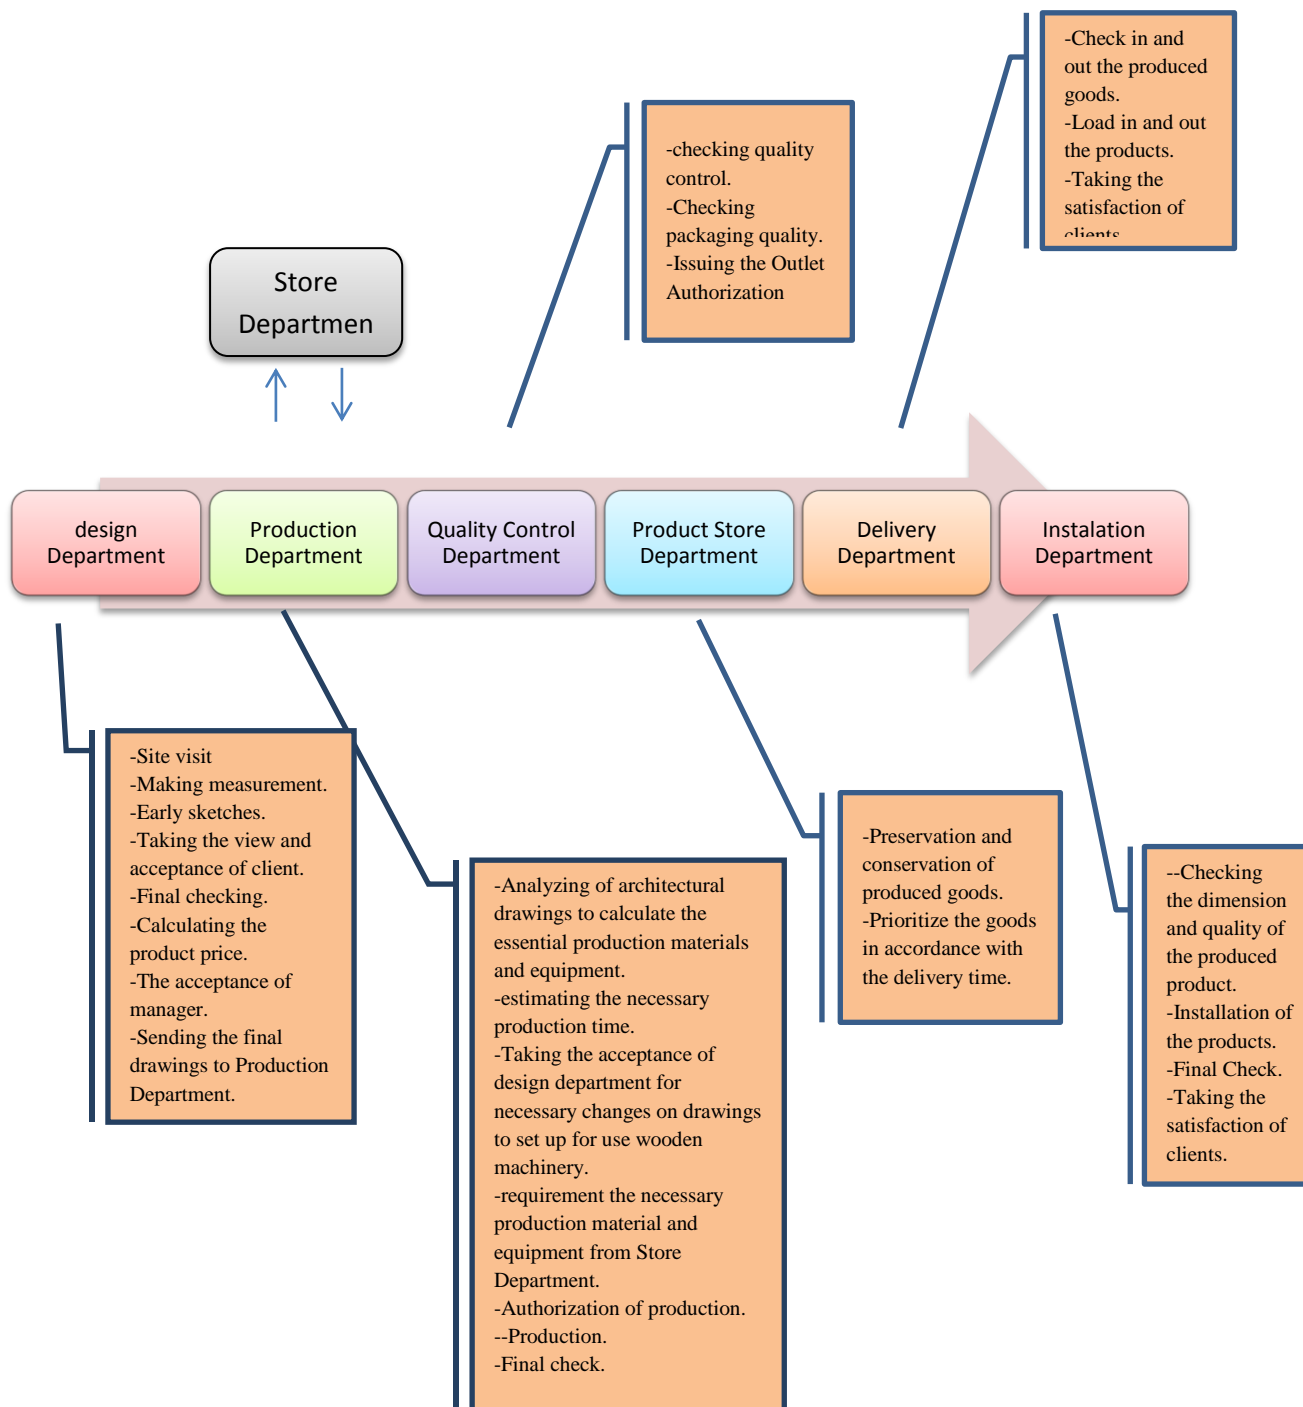 -Check in and
out the produced
goods.
-Load in and out
the products.
-Taking the
satisfaction of
clients
-checking quality
control.
-Checking
packaging quality.
-Issuing the Outlet
Authorization
Store
Departmen
design
Department
Production
Department
Quality Control
Department
Product Store
Department
Delivery
Department
Instalation
Department
-Site visit
-Making measurement.
-Early sketches.
-Taking the view and
acceptance of client.
-Final checking.
-Calculating the
product price.
-The acceptance of
manager.
-Sending the final
drawings to Production
Department.
-Analyzing of architectural
drawings to calculate the
essential production materials
and equipment.
-estimating the necessary
production time.
-Taking the acceptance of
design department for
necessary changes on drawings
to set up for use wooden
machinery.
-requirement the necessary
production material and
equipment from Store
Department.
-Authorization of production.
--Production.
-Final check.
-Preservation and
conservation of
produced goods.
-Prioritize the goods
in accordance with
the delivery time.
--Checking
the dimension
and quality of
the produced
product.
-Installation of
the products.
-Final Check.
-Taking the
satisfaction of
clients.